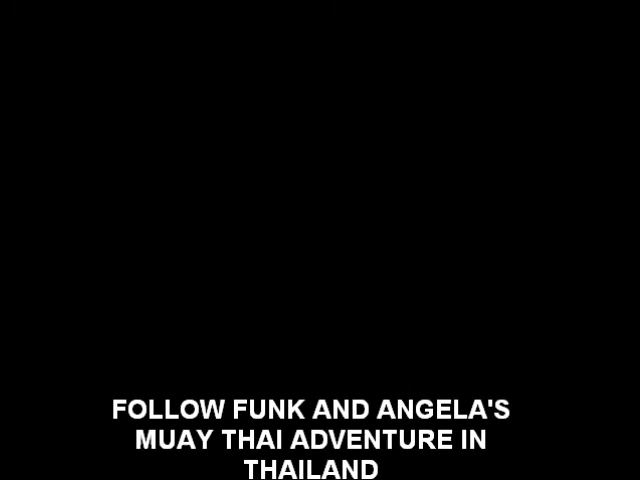 FOLLOW FUNK AND ANGELA'S
MUAY THAI ADVENTURE IN
THAILAND